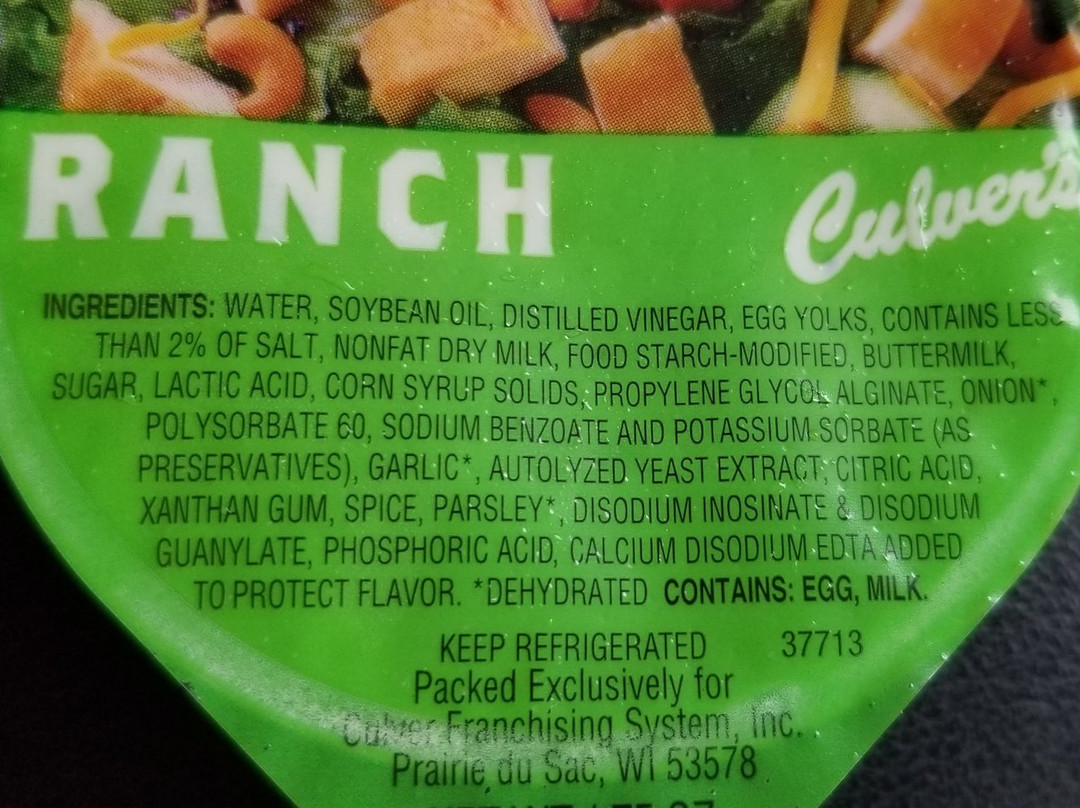 RANCH Culver's
INGREDIENTS: WATER, SOYBEAN OIL, DISTILLED VINEGAR, EGG YOLKS, CONTAINS LESS
THAN 2% OF SALT, NONFAT DRY MILK, FOOD STARCH-MODIFIED, BUTTERMILK,
SUGAR, LACTIC ACID, CORN SYRUP SOLIDS, PROPYLENE GLYCOL ALGINATE, ONION*,
POLYSORBATE 60, SODIUM BENZOATE AND POTASSIUM SORBATE (AS
PRESERVATIVES), GARLIC*, AUTOLYZED YEAST EXTRACT, CITRIC ACID,
XANTHAN GUM, SPICE, PARSLEY*, DISODIUM INOSINATE & DISODIUM
GUANYLATE, PHOSPHORIC ACID, CALCIUM DISODIUM EDTA ADDED
TO PROTECT FLAVOR. *DEHYDRATED CONTAINS: EGG, MILK.
KEEP REFRIGERATED 37713
Packed Exclusively for
Culver Franchising System, Inc.
Prairie du Sac, WI 53578